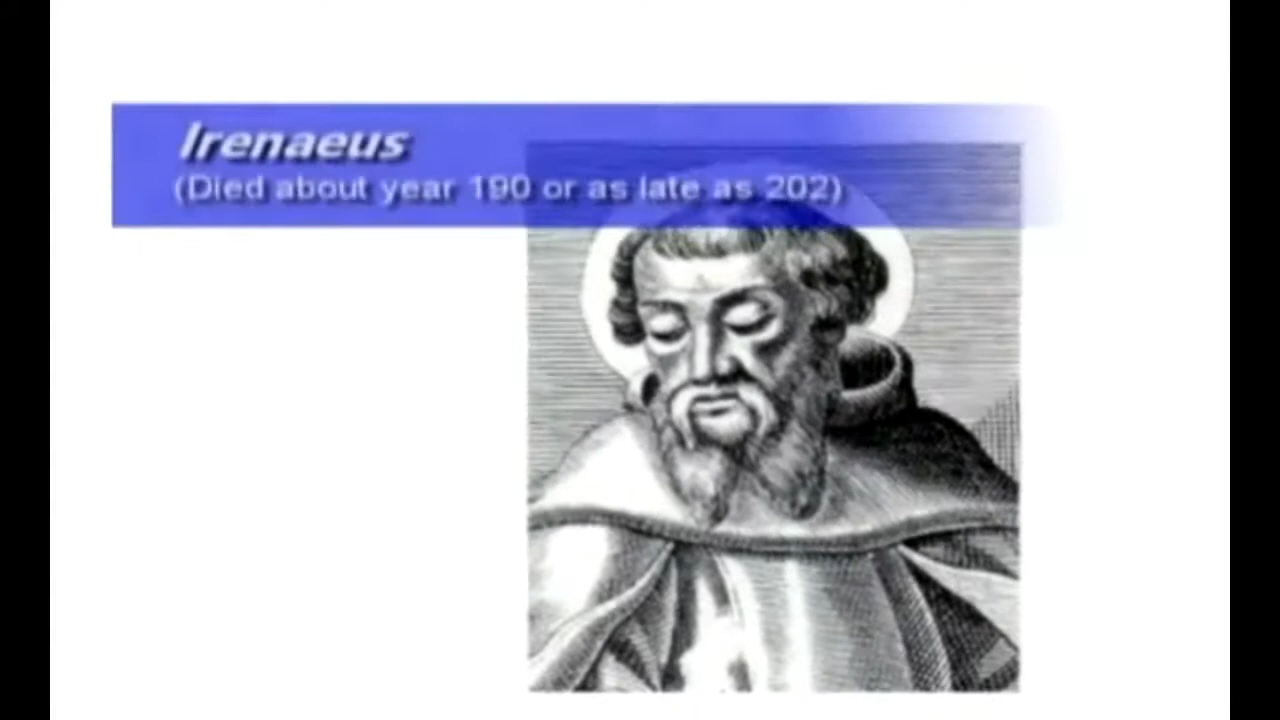 Irenaeus
(Died about year 190 or as late as 202)